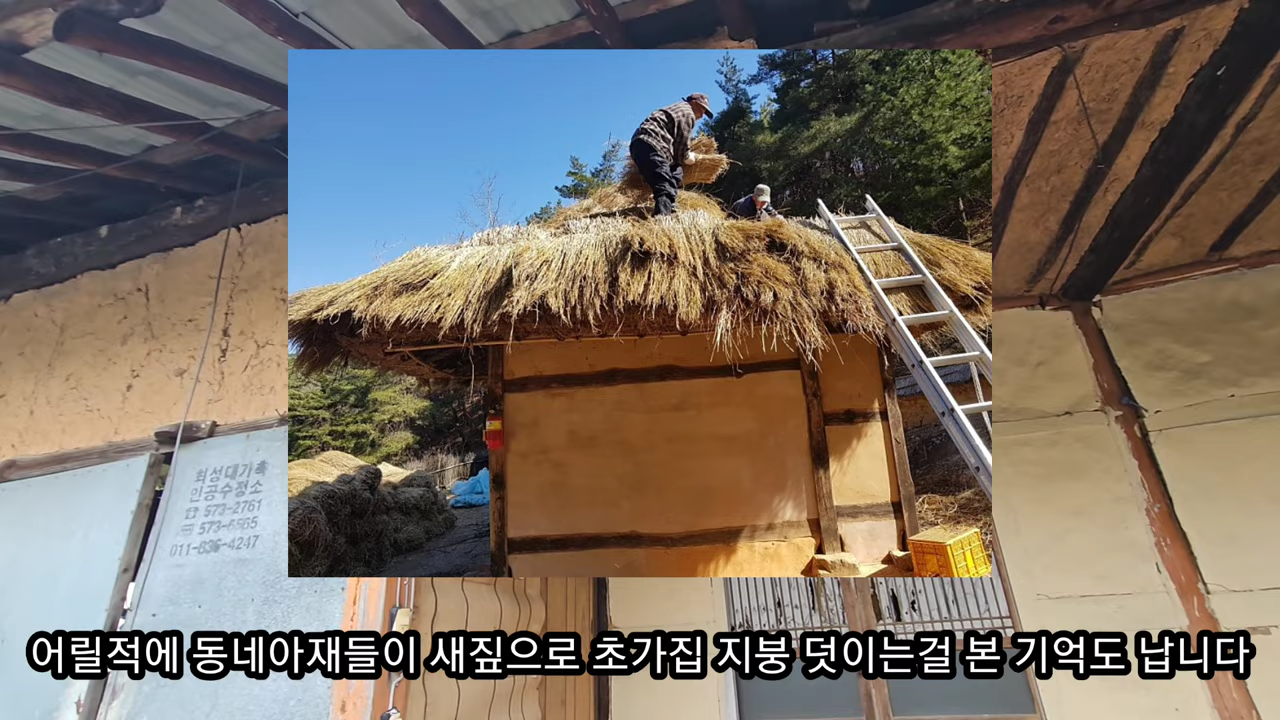 희성대가축
인공수정소
☎ 573-2761
573-6565
011-636-4247
어릴적에 동네아재들이 새짚으로 초가집 지붕 덧이는걸 본 기억도 납니다